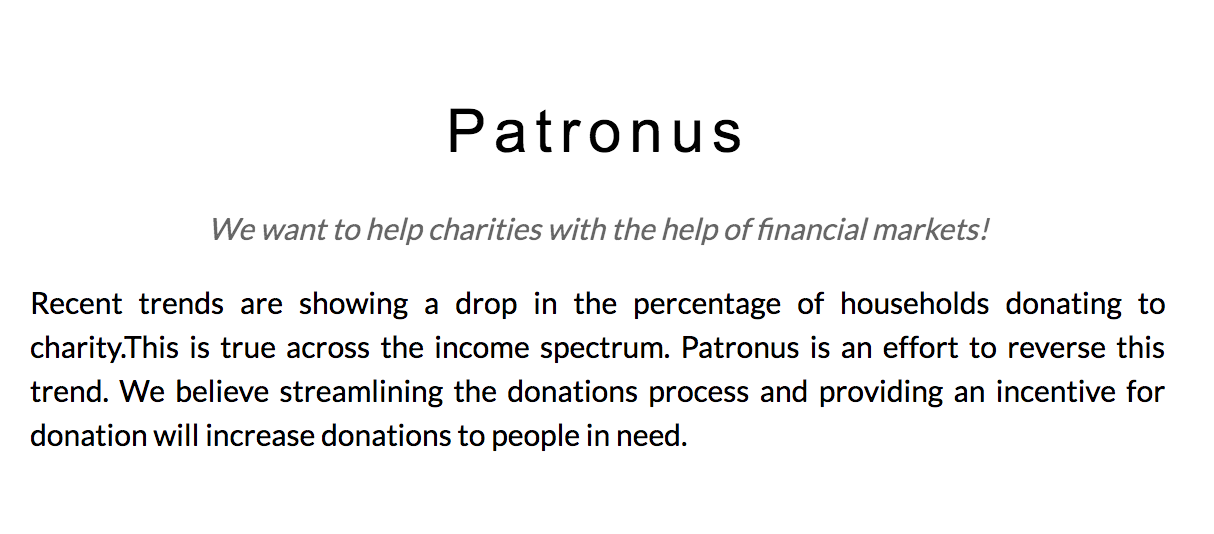 Patronus
We want to help charities with the help of financial markets!
Recent trends are showing a drop in the percentage of households donating to
charity.This is true across the income spectrum. Patronus is an effort to reverse this
trend. We believe streamlining the donations process and providing an incentive for
donation will increase donations to people in need.